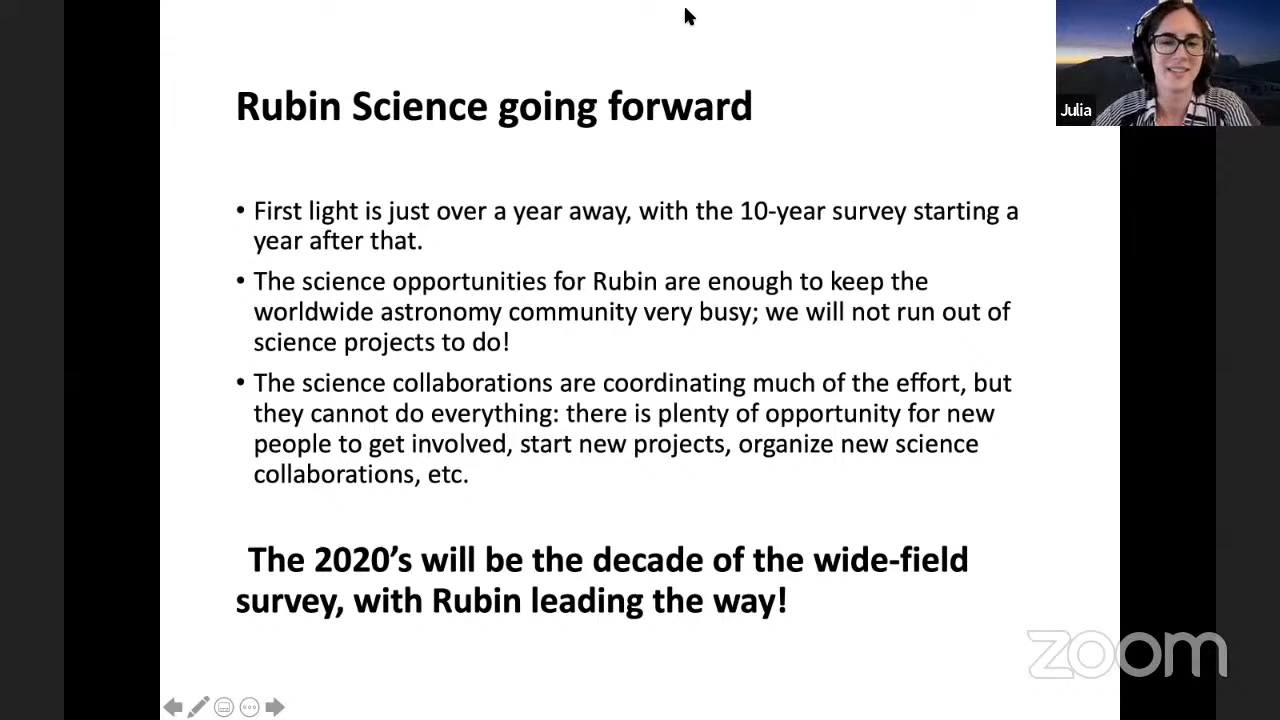 Rubin Science going forward
Julia
• First light is just over a year away, with the 10-year survey starting a
year after that.
• The science opportunities for Rubin are enough to keep the
worldwide astronomy community very busy; we will not run out of
science projects to do!
• The science collaborations are coordinating much of the effort, but
they cannot do everything: there is plenty of opportunity for new
people to get involved, start new projects, organize new science
collaborations, etc.
The 2020’s will be the decade of the wide-field
survey, with Rubin leading the way!
zoom